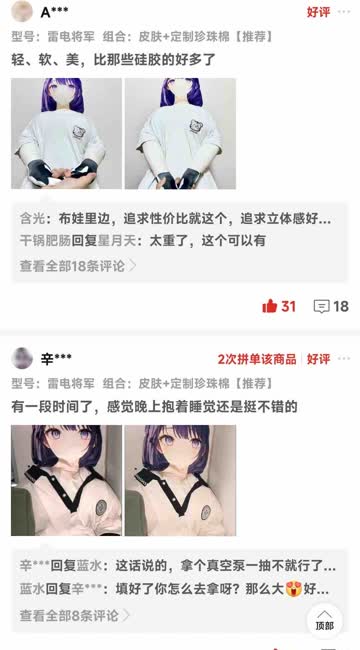 A***
好评
型号：雷电将军 组合：皮肤+定制珍珠棉【推荐】
轻、软、美，比那些硅胶的好多了
含光：布娃里边，追求性价比就这个，追求立体感好...
干锅肥肠回复星月天：太重了，这个可以有
查看全部18条评论
31
18
辛***
2次拼单该商品
好评
型号：雷电将军 组合：皮肤+定制珍珠棉【推荐】
有一段时间了，感觉晚上抱着睡觉还是挺不错的
辛***回复蓝水：这话说的，拿个真空泵一抽不就行了...
蓝水回复辛***：填好了你怎么去拿呀？那么大😍好...
查看全部8条评论
顶部